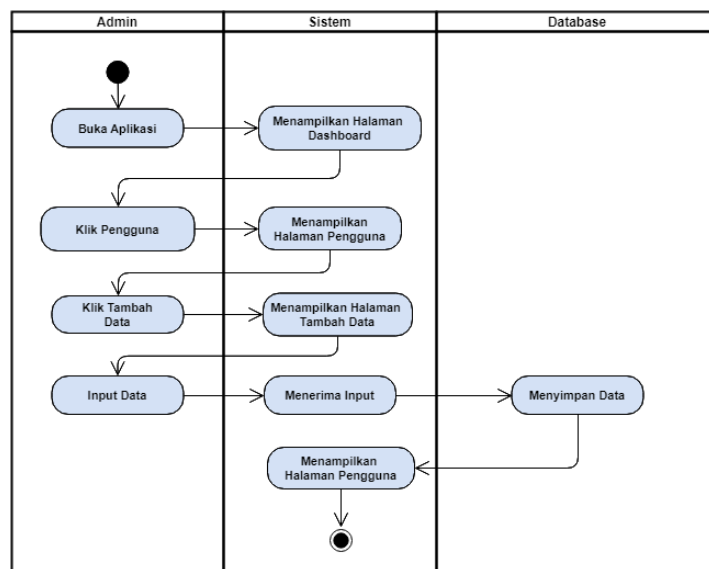 Admin
Sistem
Database
Buka Aplikasi
Menampilkan Halaman
Dashboard
Klik Pengguna
Menampilkan
Halaman Pengguna
Klik Tambah
Data
Menampilkan Halaman
Tambah Data
Input Data
Menerima Input
Menyimpan Data
Menampilkan
Halaman Pengguna